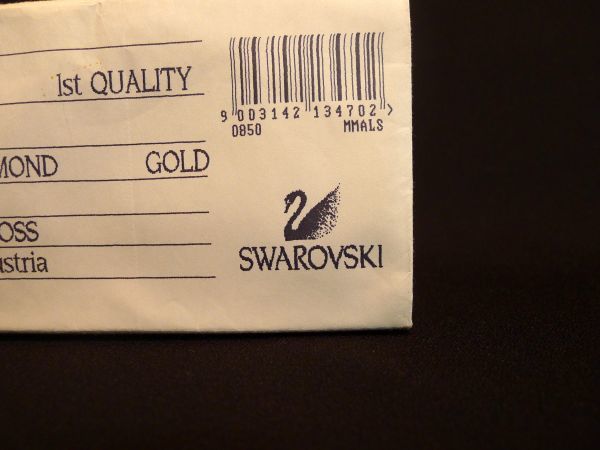 1st QUALITY
9 003142 134702 >
0850 MMALS
MOND GOLD
OSS
ustria
SWAROVSKI